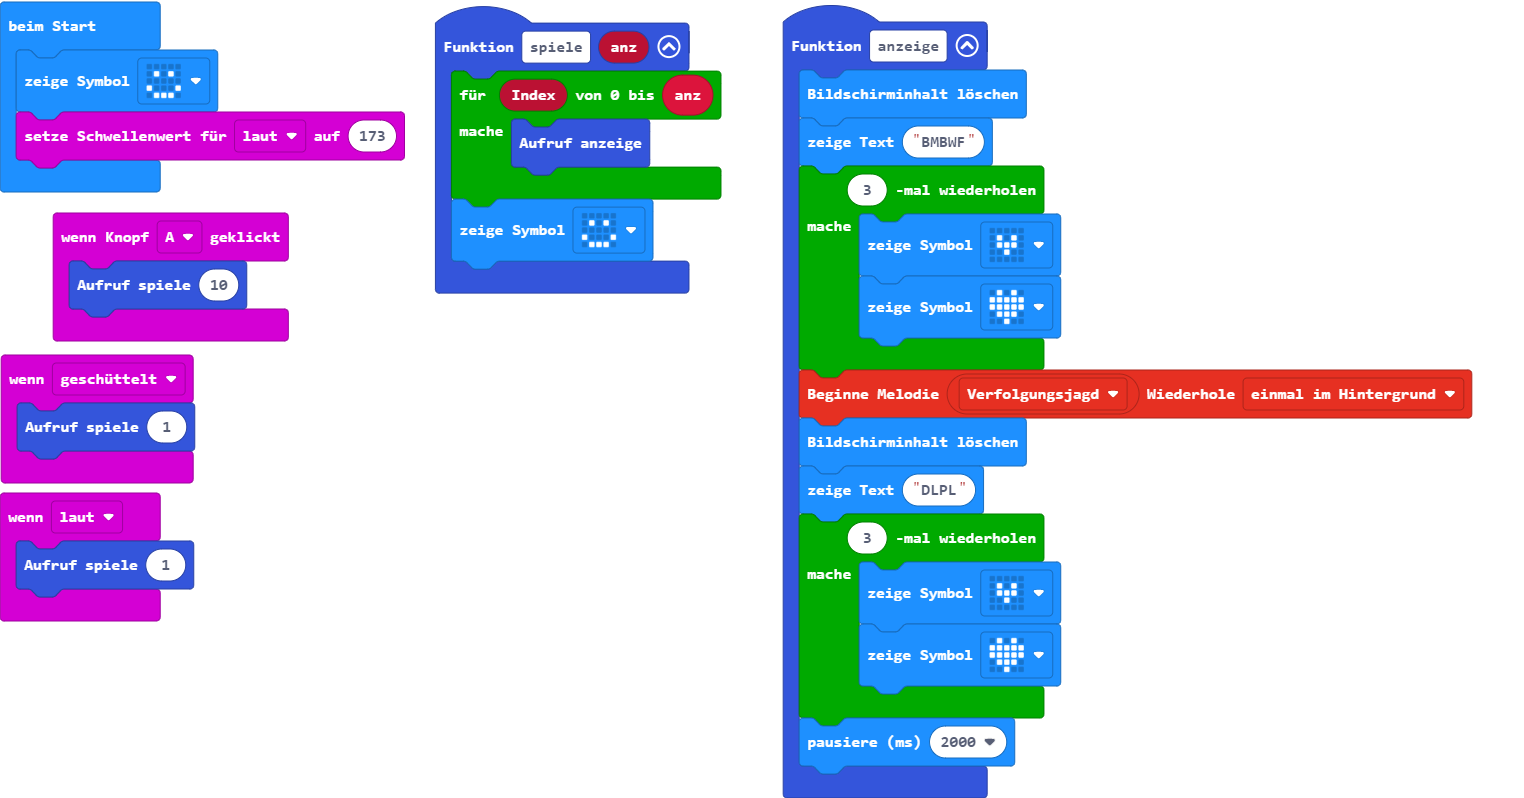 beim Start
zeige Symbol
setze Schwellenwert für laut auf 173
wenn Knopf A geklickt
Aufruf spiele 10
wenn geschüttelt
Aufruf spiele 1
wenn laut
Aufruf spiele 1
Funktion spiele anz
für Index von 0 bis anz
mache Aufruf anzeige
zeige Symbol
Funktion anzeige
Bildschirminhalt löschen
zeige Text "BMBWF"
3 -mal wiederholen
mache
zeige Symbol
zeige Symbol
Beginne Melodie Verfolgungsjagd Wiederhole einmal im Hintergrund
Bildschirminhalt löschen
zeige Text "DLPL"
3 -mal wiederholen
mache
zeige Symbol
zeige Symbol
pausiere (ms) 2000